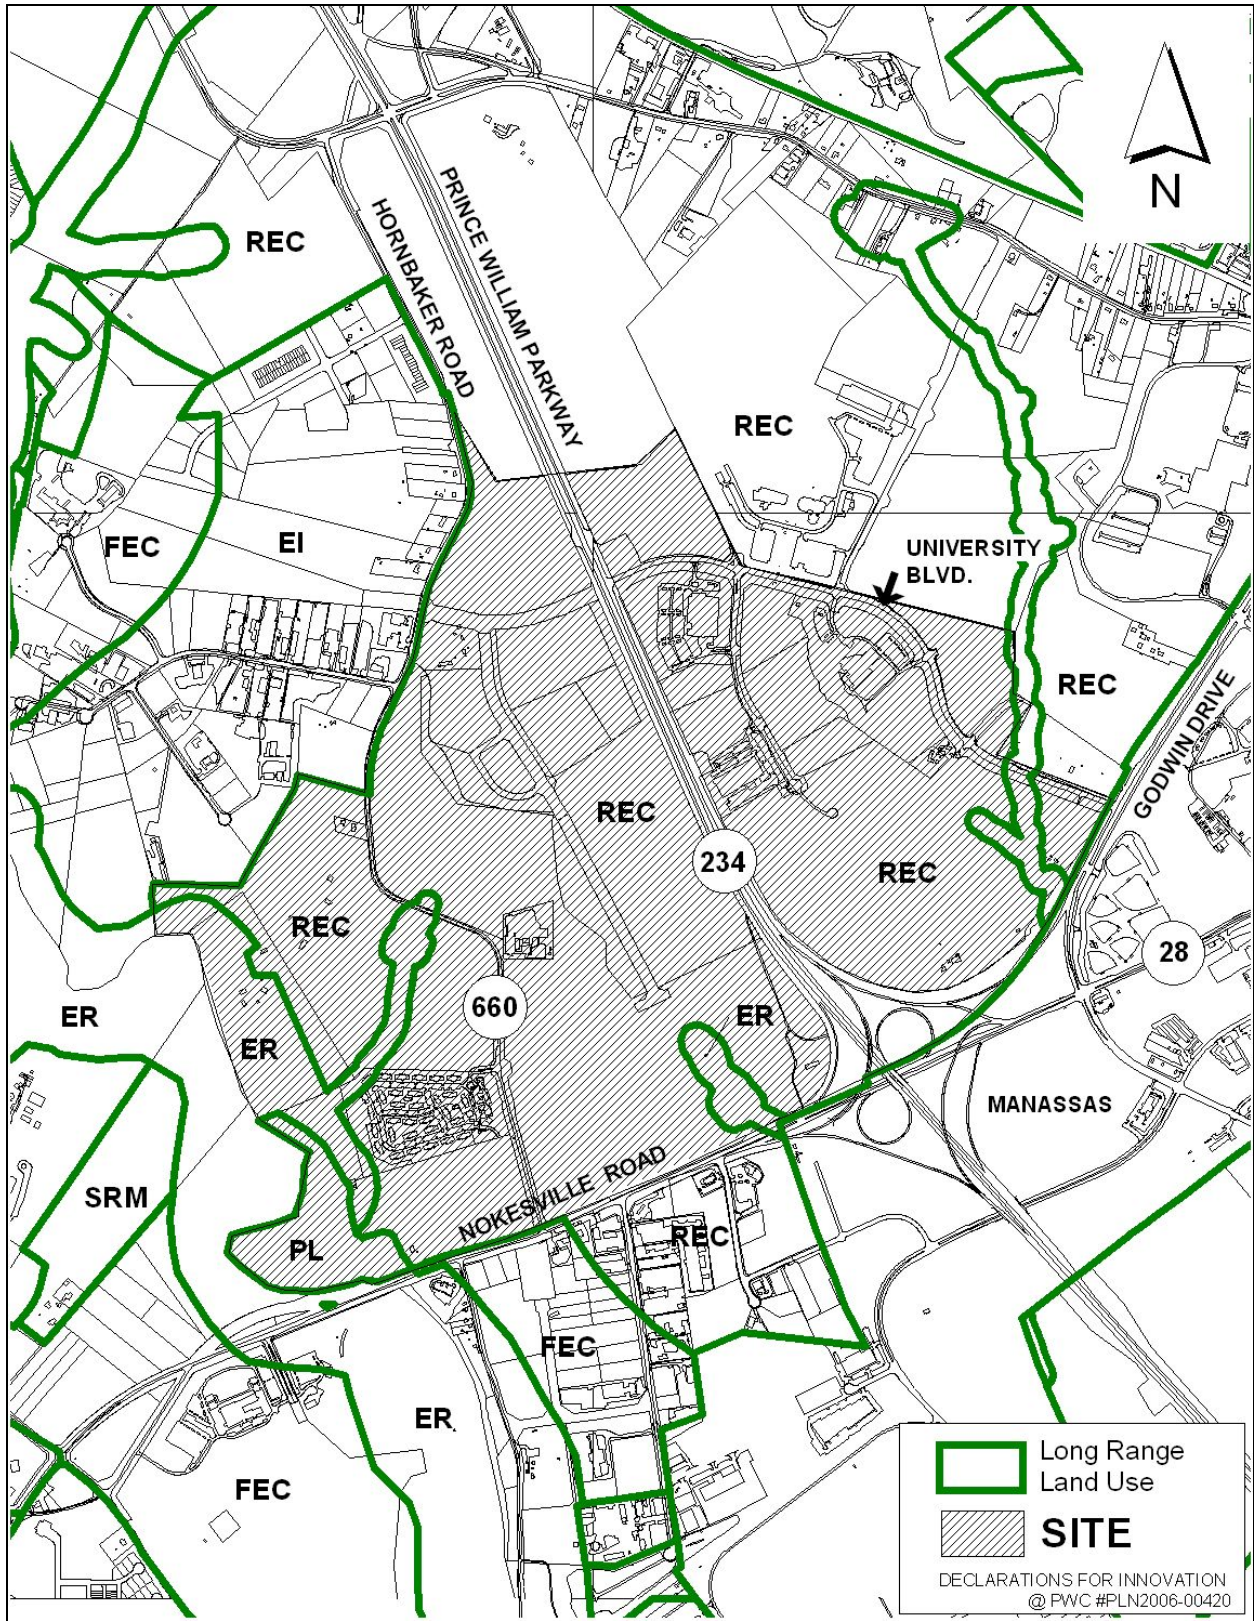 N
REC
HORNBAKER ROAD
PRINCE WILLIAM PARKWAY
REC
FEC
EI
UNIVERSITY
BLVD.
REC
GODWIN DRIVE
REC
234
REC
REC
28
660
ER
ER
ER
MANASSAS
SRM
NOKESVILLE ROAD
PL
REC
FEC
ER
FEC
Long Range
Land Use
SITE
DECLARATIONS FOR INNOVATION
@ PWC #PLN2006-00420